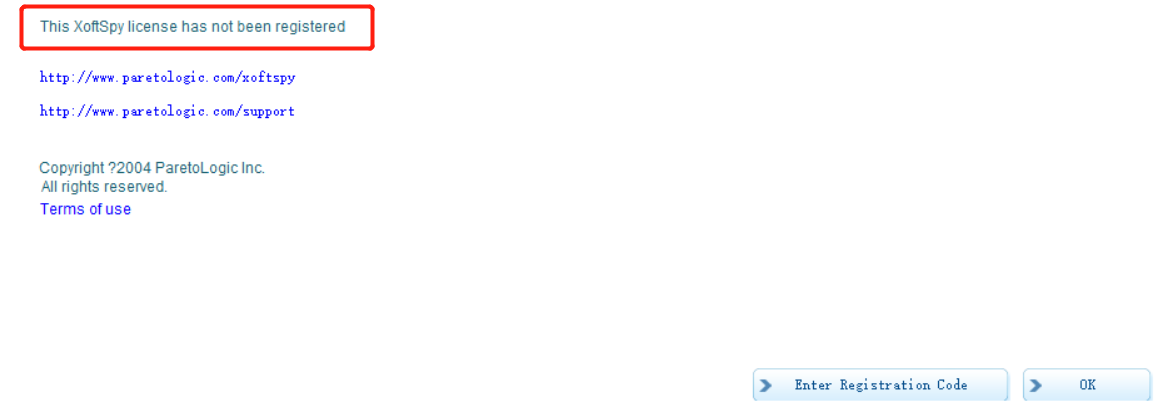 This XoftSpy license has not been registered
http://www.paretologic.com/xoftspy
http://www.paretologic.com/support
Copyright ?2004 ParetoLogic Inc.
All rights reserved.
Terms of use
Enter Registration Code
OK